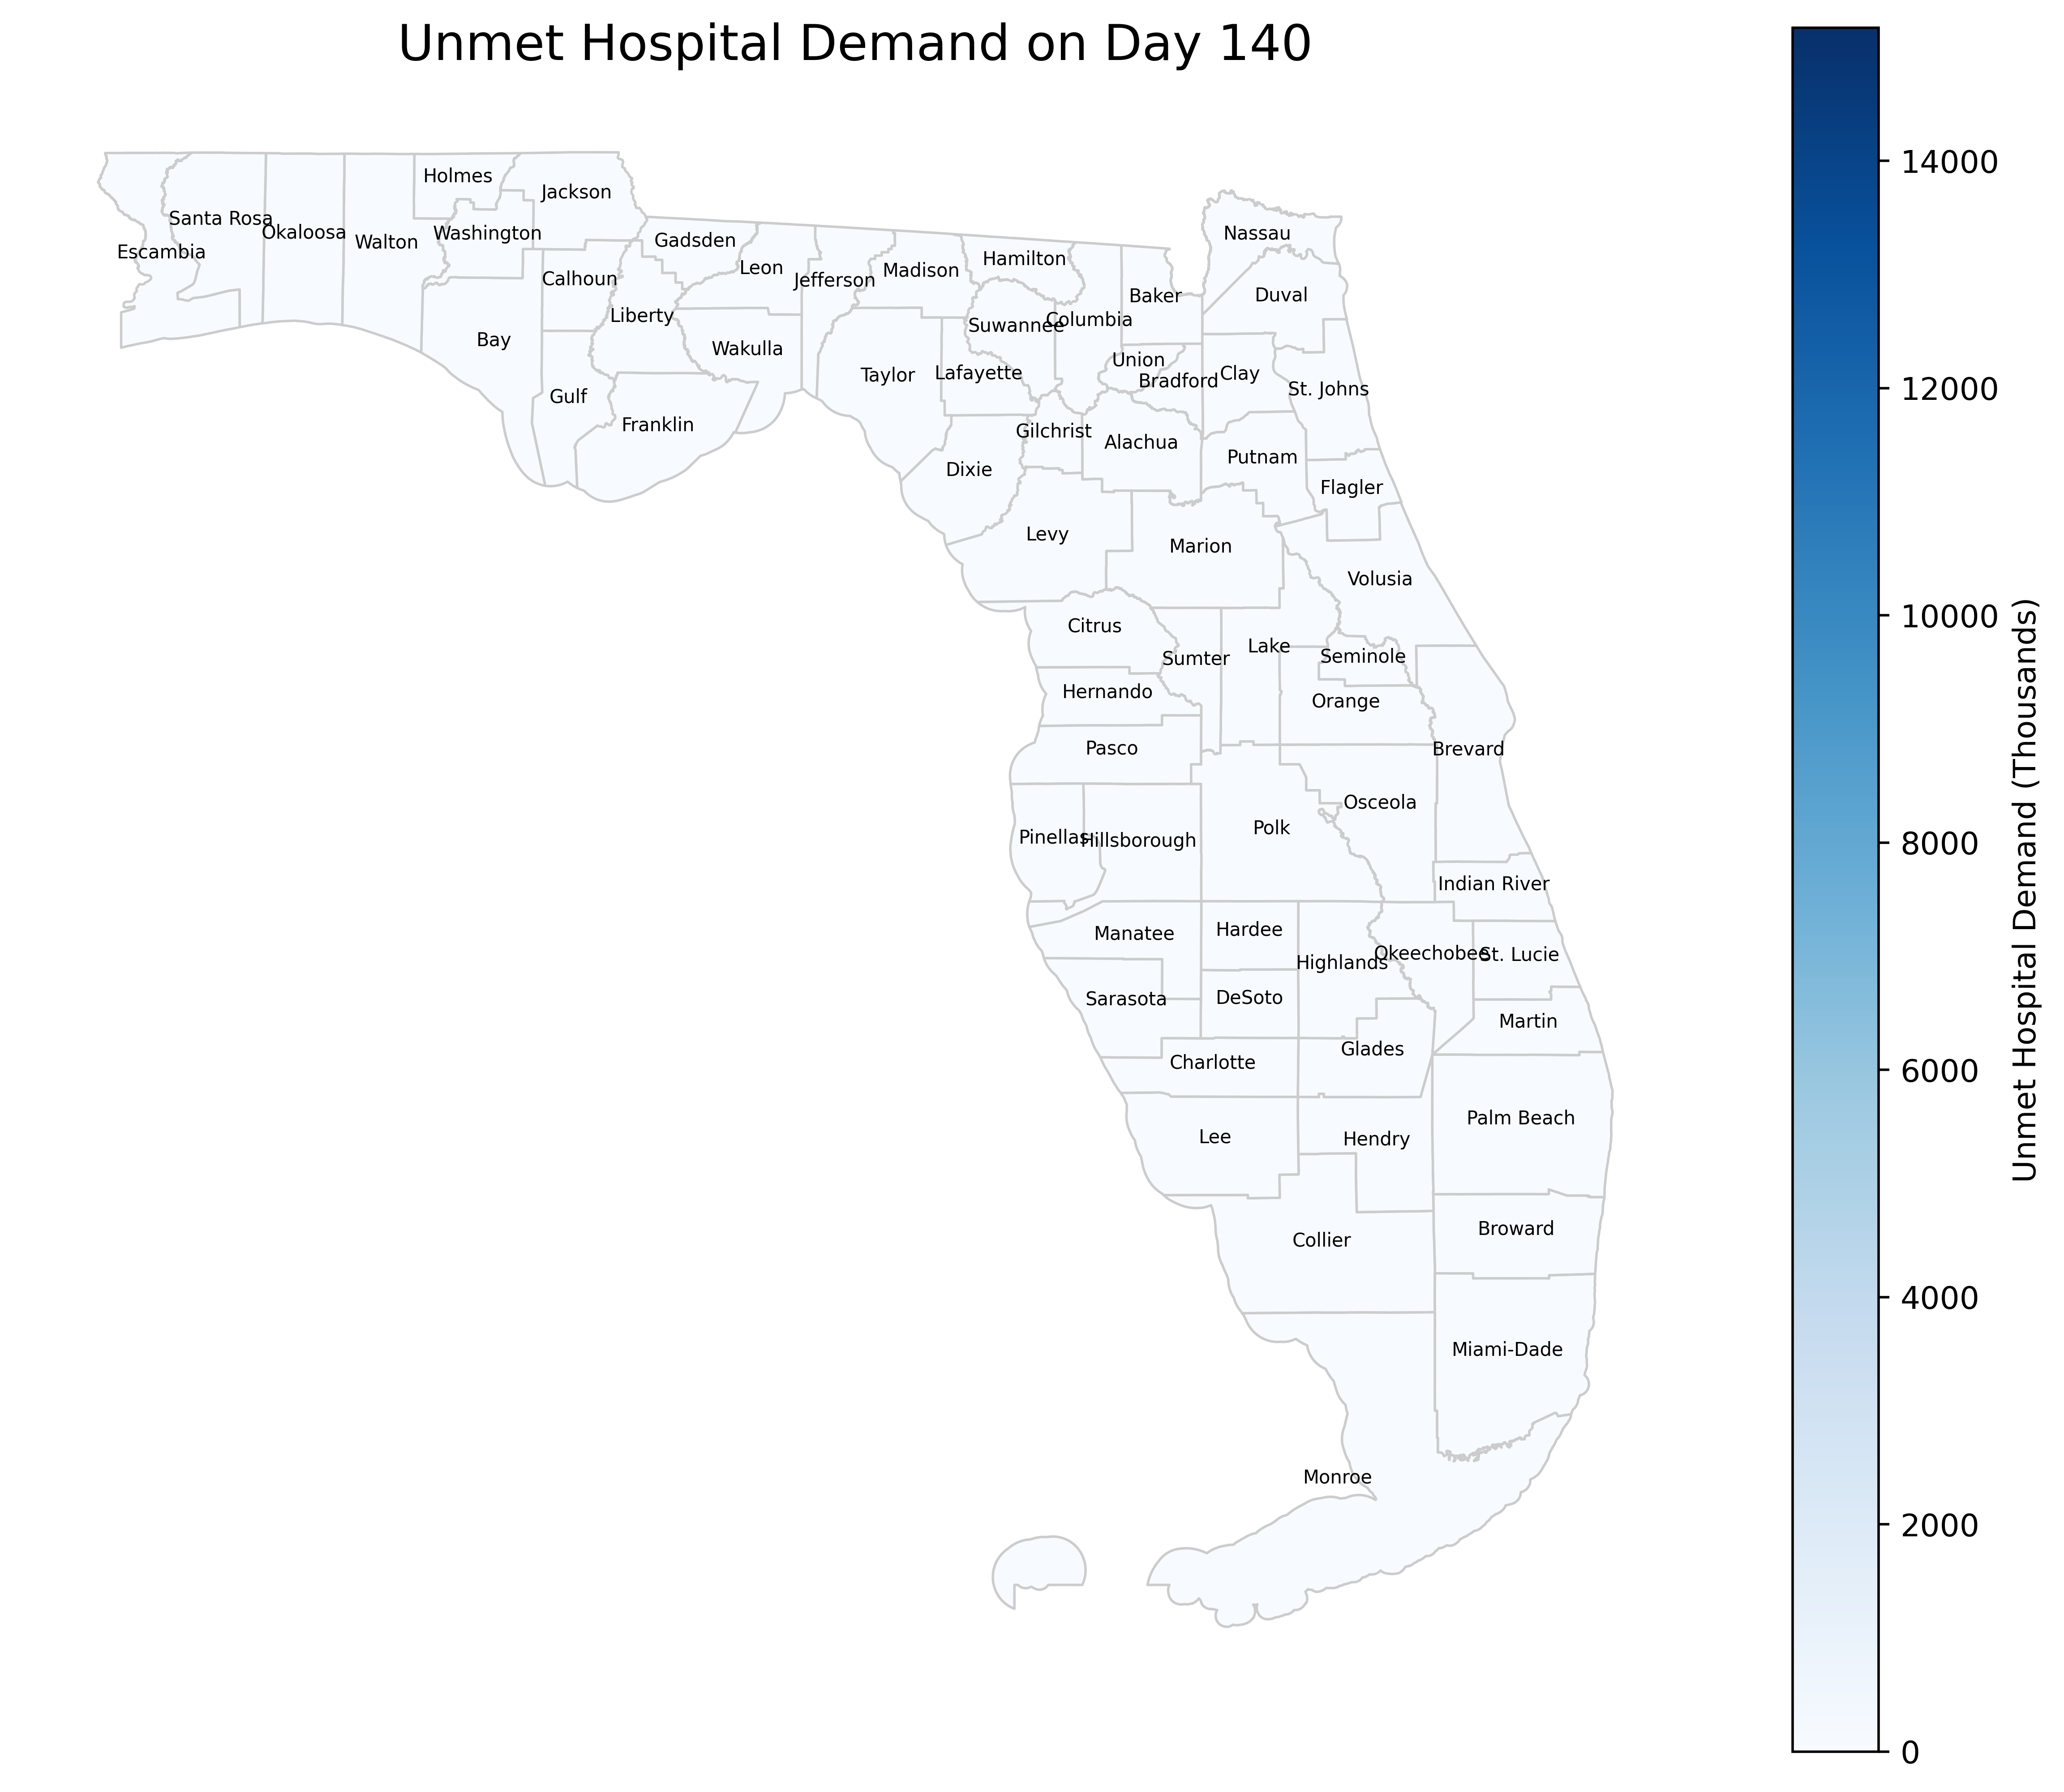 Unmet Hospital Demand on Day 140
Holmes
Jackson
Santa Rosa
Okaloosa
Washington
Walton
Escambia
Gadsden
Leon
Calhoun
Jefferson
Madison
Hamilton
Nassau
Baker
Duval
Liberty
Suwannee
Columbia
Bay
Wakulla
Union
Taylor
Lafayette
Bradford
Clay
St. Johns
Gulf
Franklin
Gilchrist
Alachua
Putnam
Dixie
Flagler
Levy
Marion
Volusia
Citrus
Sumter
Lake
Seminole
Hernando
Orange
Pasco
Brevard
Osceola
Polk
Pinellas
Hillsborough
Indian River
Manatee
Hardee
Highlands
Okeechobee
St. Lucie
Sarasota
DeSoto
Martin
Glades
Charlotte
Palm Beach
Lee
Hendry
Broward
Collier
Miami-Dade
Monroe
14000
12000
10000
8000
6000
4000
2000
0
Unmet Hospital Demand (Thousands)